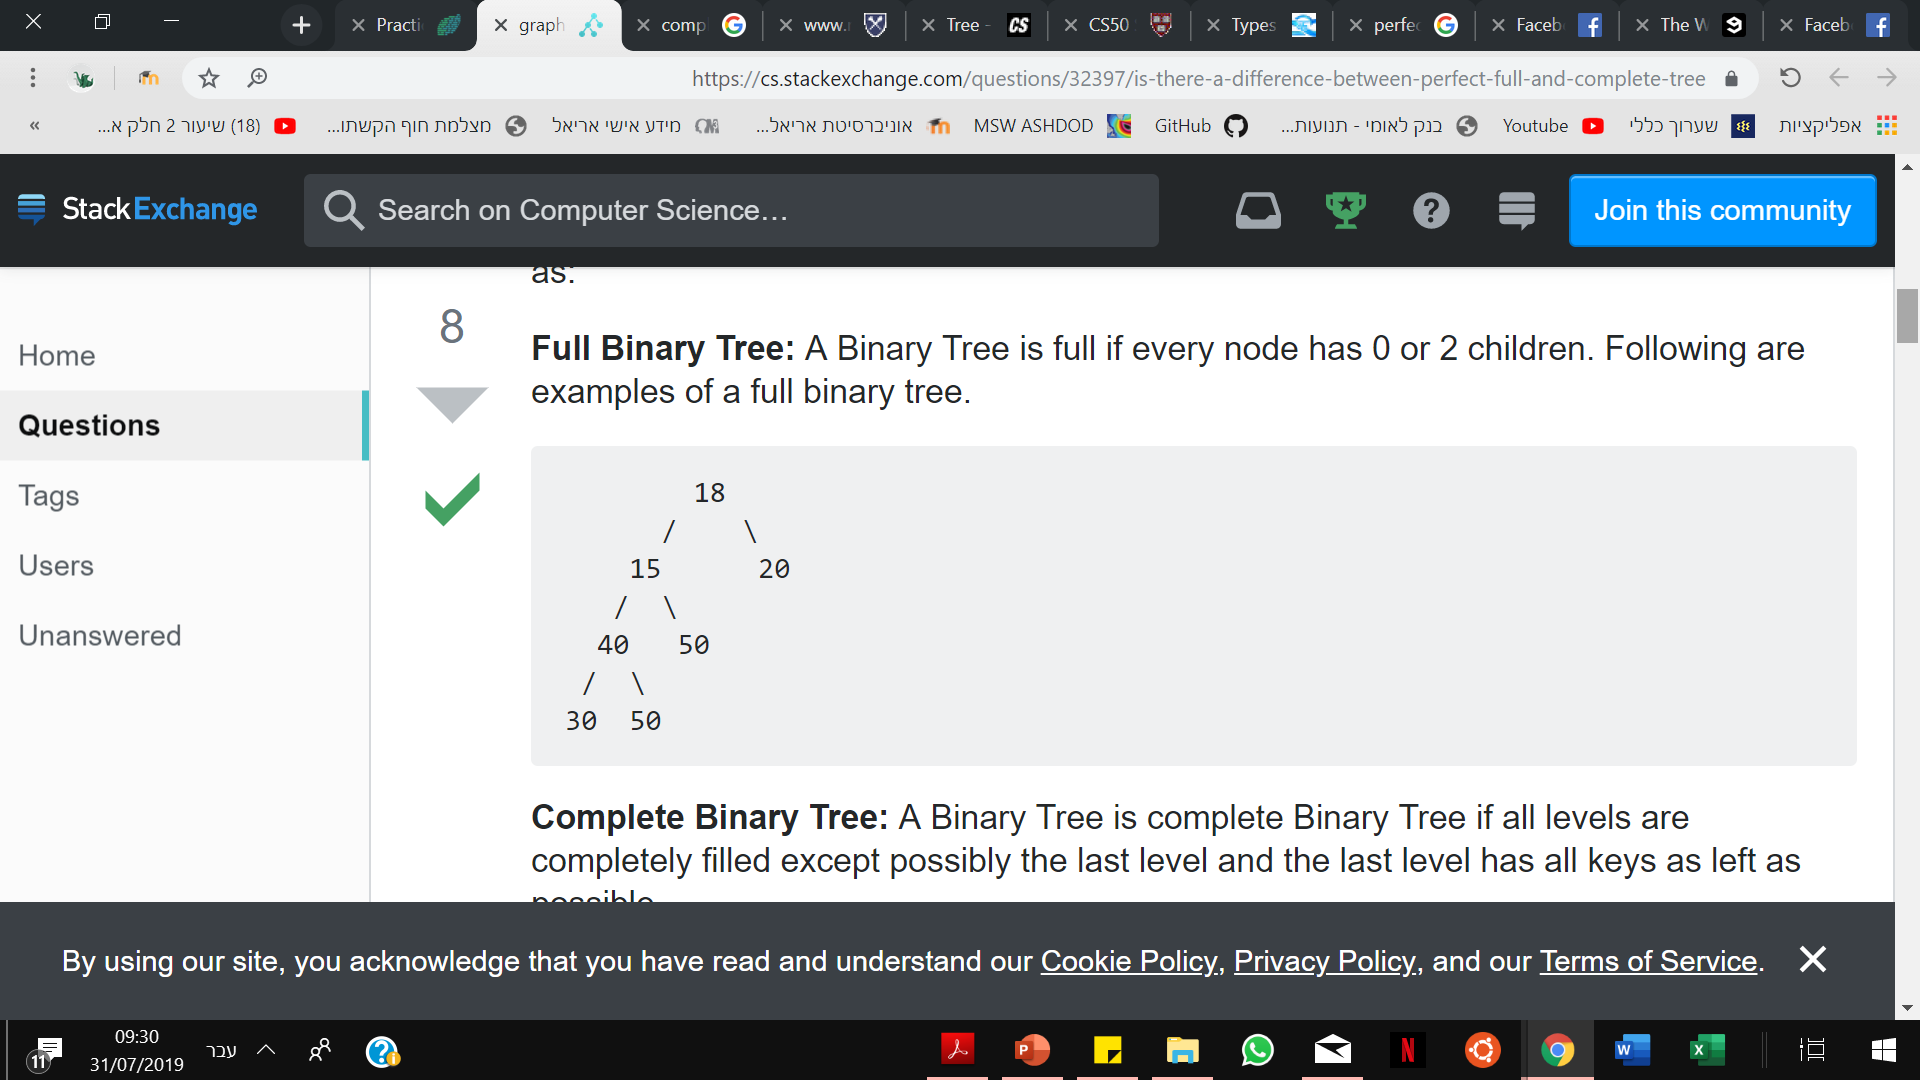 Practi
graph
comp
www.
Tree -
CS50
Types
perfe
Faceb
The W
Faceb
https://cs.stackexchange.com/questions/32397/is-there-a-difference-between-perfect-full-and-complete-tree
אפליקציות
שערוך כללי
Youtube
בנק לאומי - תנועות...
GitHub
MSW ASHDOD
אוניברסיטת אריאל...
מידע אישי אריאל
מצלמת חוף הקשתו...
(18) שיעור 2 חלק א...
StackExchange
Search on Computer Science...
Join this community
Home
Questions
Tags
Users
Unanswered
8
as:
Full Binary Tree: A Binary Tree is full if every node has 0 or 2 children. Following are
examples of a full binary tree.
18
/ \
15 20
/ \
40 50
/ \
30 50
Complete Binary Tree: A Binary Tree is complete Binary Tree if all levels are
completely filled except possibly the last level and the last level has all keys as left as
possible
By using our site, you acknowledge that you have read and understand our Cookie Policy, Privacy Policy, and our Terms of Service.
11
09:30
31/07/2019
עבר